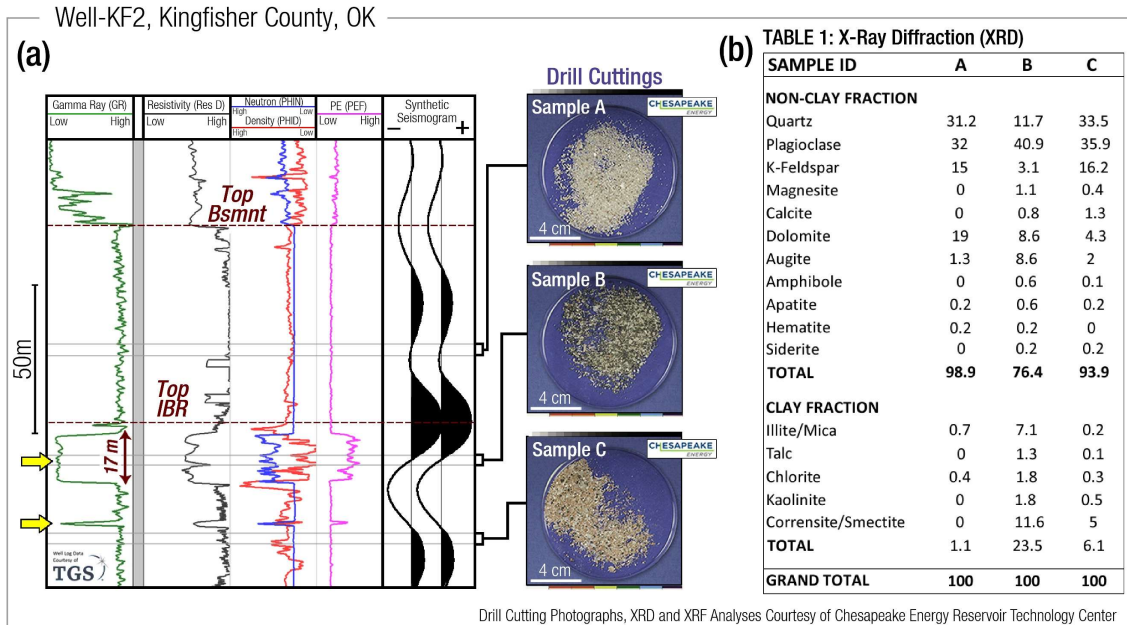 Well-KF2, Kingfisher County, OK
(a)
Gamma Ray (GR)
Low High
Resistivity (Res D)
Low High
Neutron (PHIN)
High Low
Density (PHID)
High Low
PE (PEF)
Low High
Synthetic
Seismogram
− +
Top
Bsmnt
50m
Top
IBR
17 m
Well Log Data
Courtesy of
TGS
Drill Cuttings
Sample A
CHESAPEAKE
ENERGY
4 cm
Sample B
CHESAPEAKE
ENERGY
4 cm
Sample C
CHESAPEAKE
ENERGY
4 cm
(b)
TABLE 1: X-Ray Diffraction (XRD)
SAMPLE ID A B C
NON-CLAY FRACTION
Quartz 31.2 11.7 33.5
Plagioclase 32 40.9 35.9
K-Feldspar 15 3.1 16.2
Magnesite 0 1.1 0.4
Calcite 0 0.8 1.3
Dolomite 19 8.6 4.3
Augite 1.3 8.6 2
Amphibole 0 0.6 0.1
Apatite 0.2 0.6 0.2
Hematite 0.2 0.2 0
Siderite 0 0.2 0.2
TOTAL 98.9 76.4 93.9
CLAY FRACTION
Illite/Mica 0.7 7.1 0.2
Talc 0 1.3 0.1
Chlorite 0.4 1.8 0.3
Kaolinite 0 1.8 0.5
Corrensite/Smectite 0 11.6 5
TOTAL 1.1 23.5 6.1
GRAND TOTAL 100 100 100
Drill Cutting Photographs, XRD and XRF Analyses Courtesy of Chesapeake Energy Reservoir Technology Center